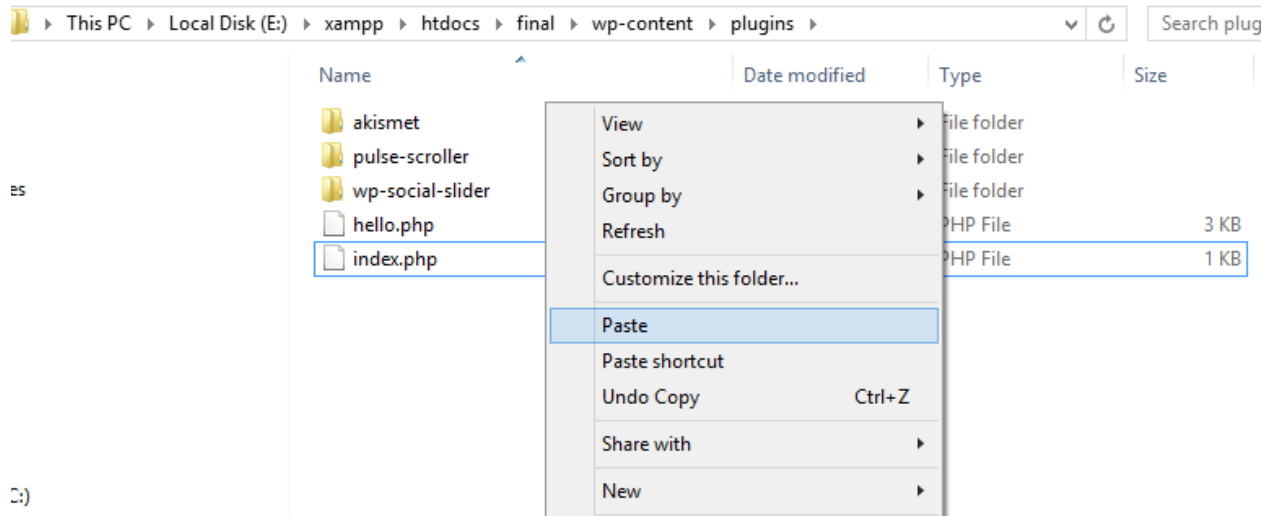 This PC Local Disk (E:) xampp htdocs final wp-content plugins Search plug
Name Date modified Type Size
akismet File folder
pulse-scroller File folder
es wp-social-slider File folder
hello.php PHP File 3 KB
index.php PHP File 1 KB
View
Sort by
Group by
Refresh
Customize this folder...
Paste
Paste shortcut
Undo Copy Ctrl+Z
Share with
C:) New